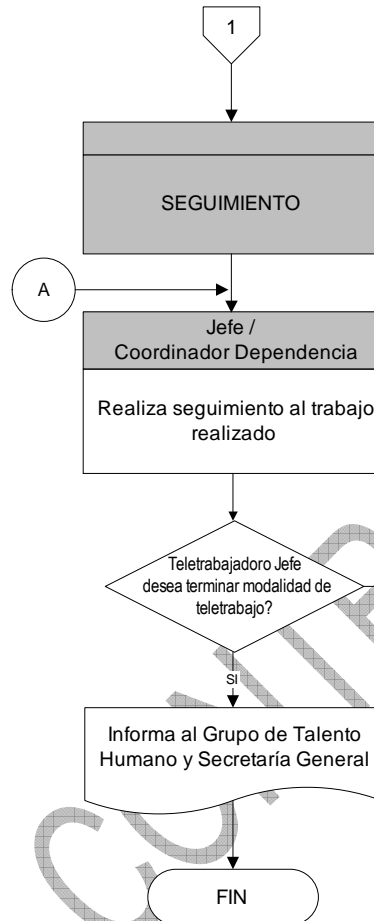 1
SEGUIMIENTO
A
Jefe /
Coordinador Dependencia
Realiza seguimiento al trabajo
realizado
Teletrabajadoro Jefe
desea terminar modalidad de
teletrabajo?
SI
Informa al Grupo de Talento
Humano y Secretaría General
FIN